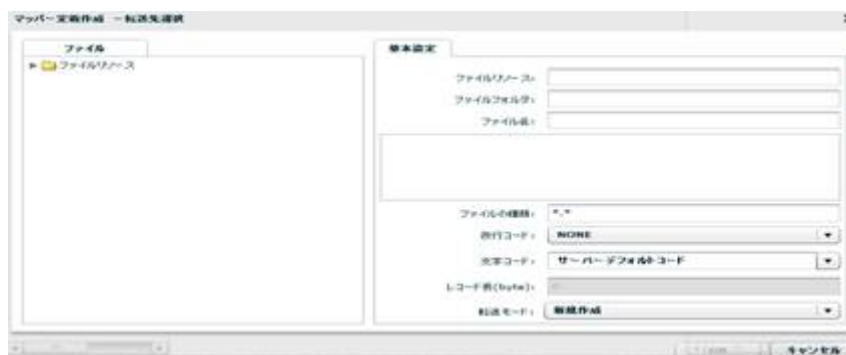 マッパー定義作成 －転送先選択
ファイル
ファイルリソース
基本設定
ファイルリソース:
ファイルフォルダ:
ファイル名:
ファイルの種類: *.*
改行コード: NONE
文字コード: サーバーデフォルトコード
レコード長(byte):
転送モード: 新規作成
キャンセル